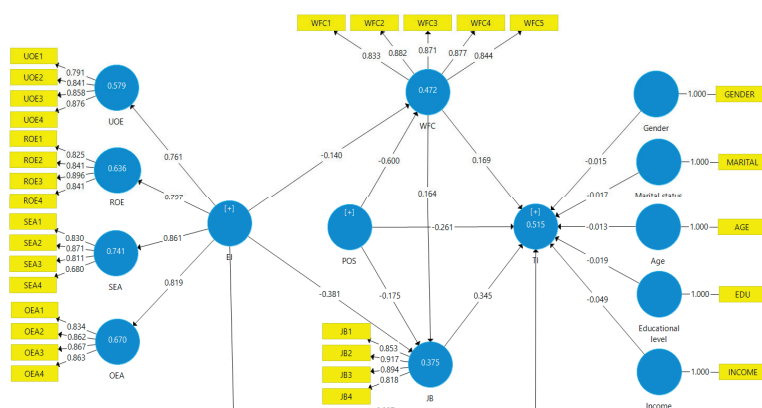 WFC1 WFC2 WFC3 WFC4 WFC5
0.833 0.882 0.871 0.877 0.844
0.472
WFC
UOE1
UOE2
UOE3
UOE4
0.791
0.841
0.858
0.876
0.579
UOE
ROE1
ROE2
ROE3
ROE4
0.825
0.841
0.896
0.841
0.636
ROE
SEA1
SEA2
SEA3
SEA4
0.830
0.871
0.811
0.680
0.741
SEA
OEA1
OEA2
OEA3
OEA4
0.834
0.862
0.867
0.863
0.670
OEA
0.761
0.797
0.861
0.819
[+]
EI
-0.140
-0.381
[+]
POS
-0.600
-0.261
-0.175
0.164
0.169
0.345
JB1
JB2
JB3
JB4
0.853
0.917
0.894
0.818
0.375
JB
[+]
0.515
TI
-0.015
-0.017
-0.013
-0.019
-0.049
Gender
1.000
GENDER
Marital status
1.000
MARITAL
Age
1.000
AGE
Educational
level
1.000
EDU
Income
1.000
INCOME